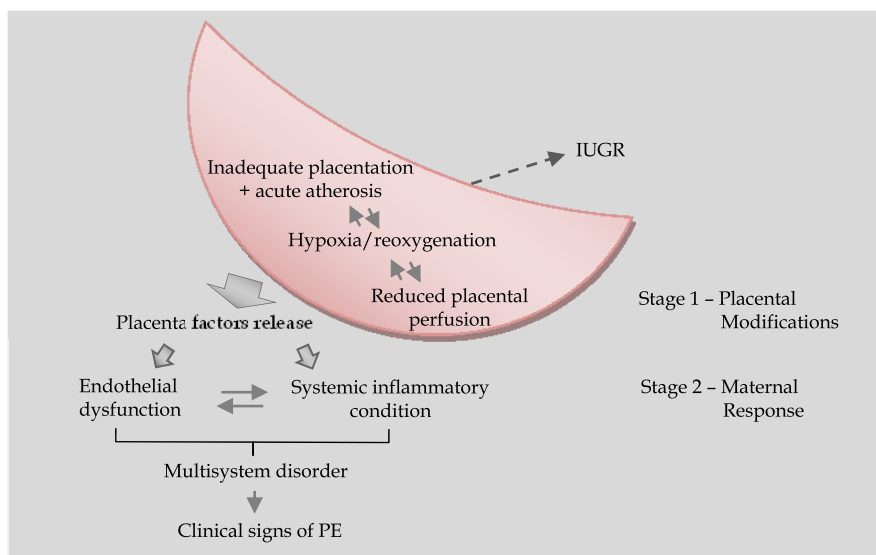 Inadequate placentation
+ acute atherosis
IUGR
Hypoxia/reoxygenation
Reduced placental
perfusion
Stage 1 – Placental
Modifications
Placenta factors release
Endothelial
dysfunction
Systemic inflammatory
condition
Stage 2 – Maternal
Response
Multisystem disorder
Clinical signs of PE